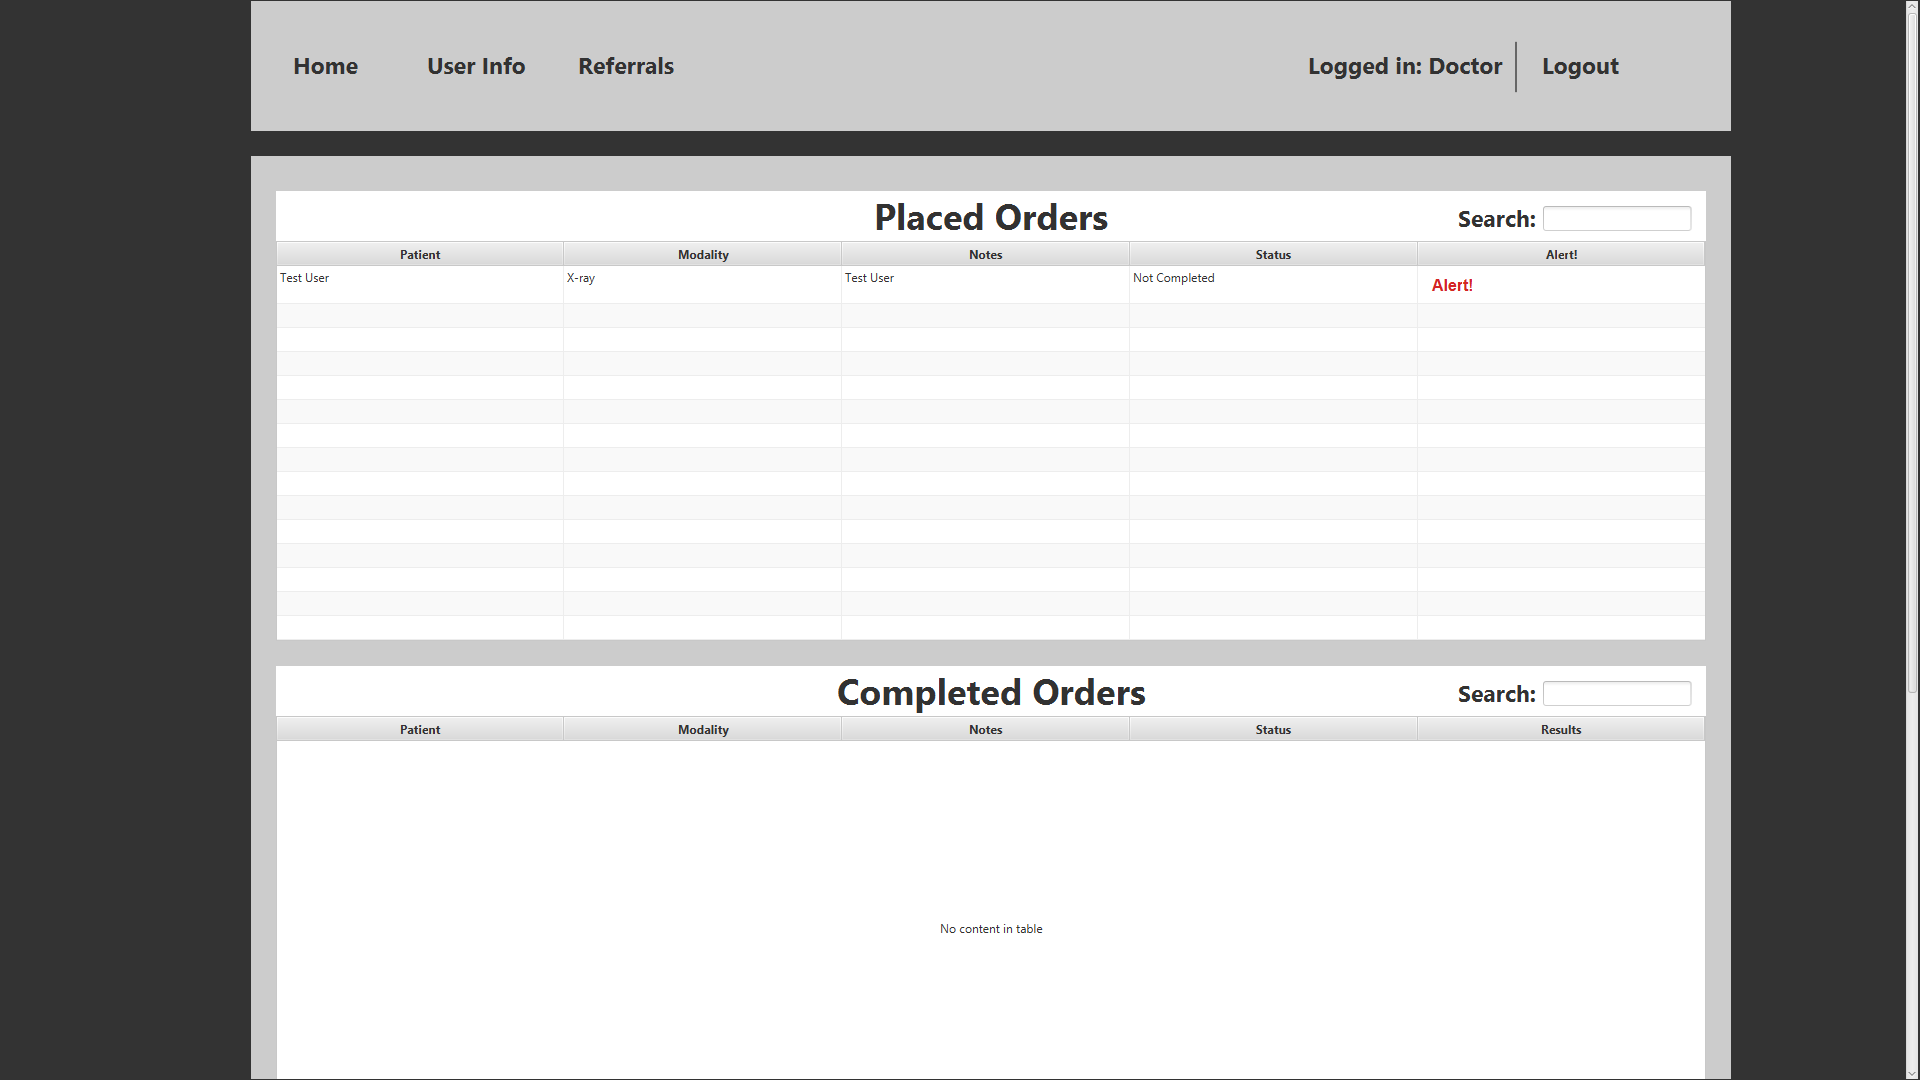 Home User Info Referrals Logged in: Doctor Logout
Placed Orders Search:
Patient Modality Notes Status Alert!
Test User X-ray Test User Not Completed Alert!
Completed Orders Search:
Patient Modality Notes Status Results
No content in table